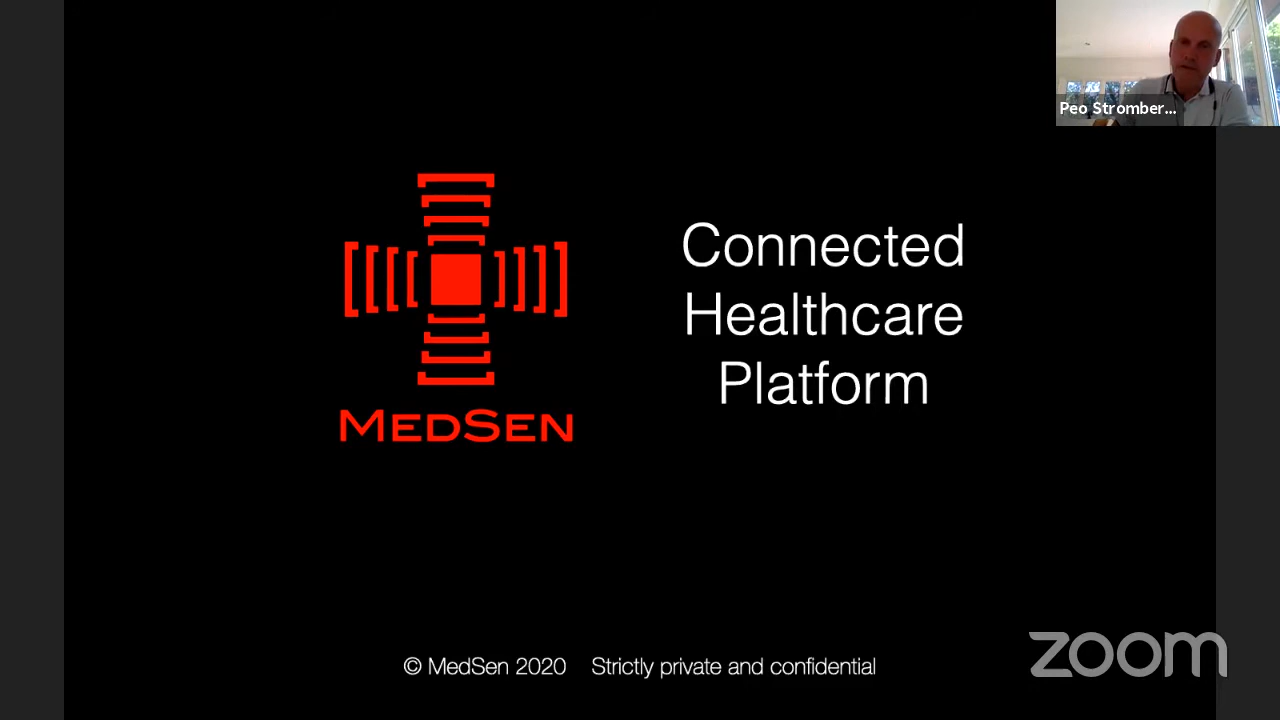 Peo Stromber...
Connected
Healthcare
Platform
MEDSEN
© MedSen 2020 Strictly private and confidential
zoom